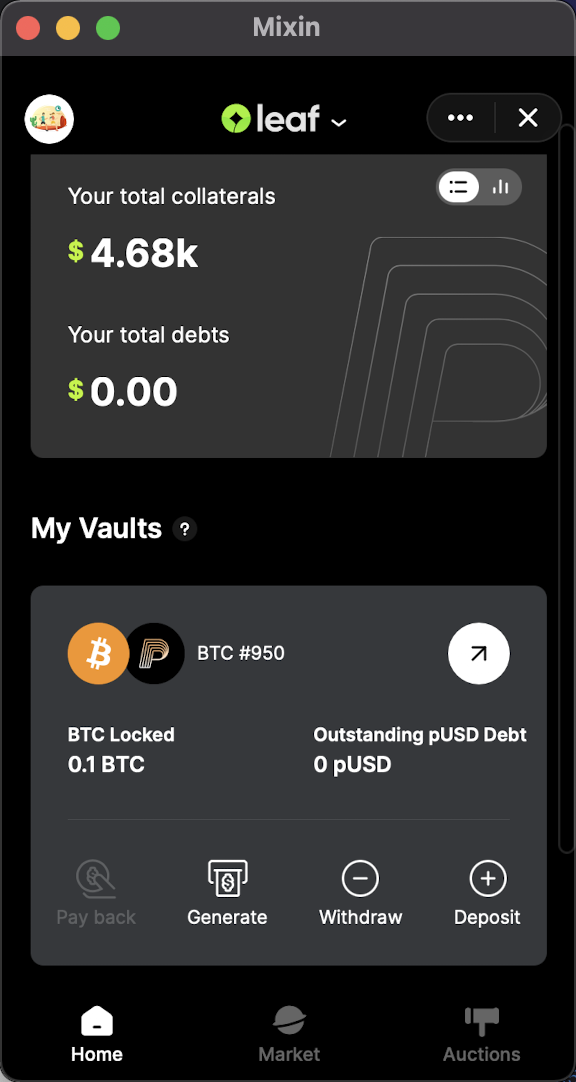 Mixin
leaf
Your total collaterals
$ 4.68k
Your total debts
$ 0.00
My Vaults ?
BTC #950
BTC Locked Outstanding pUSD Debt
0.1 BTC 0 pUSD
Pay back Generate Withdraw Deposit
Home Market Auctions